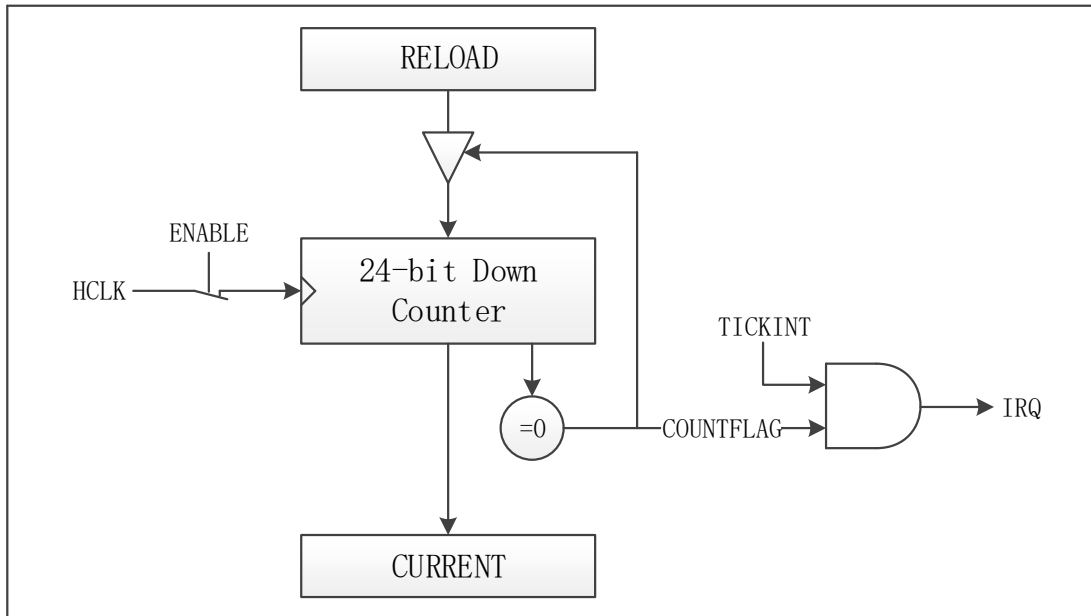 RELOAD
ENABLE
HCLK
24-bit Down
Counter
TICKINT
=0
COUNTFLAG
IRQ
CURRENT